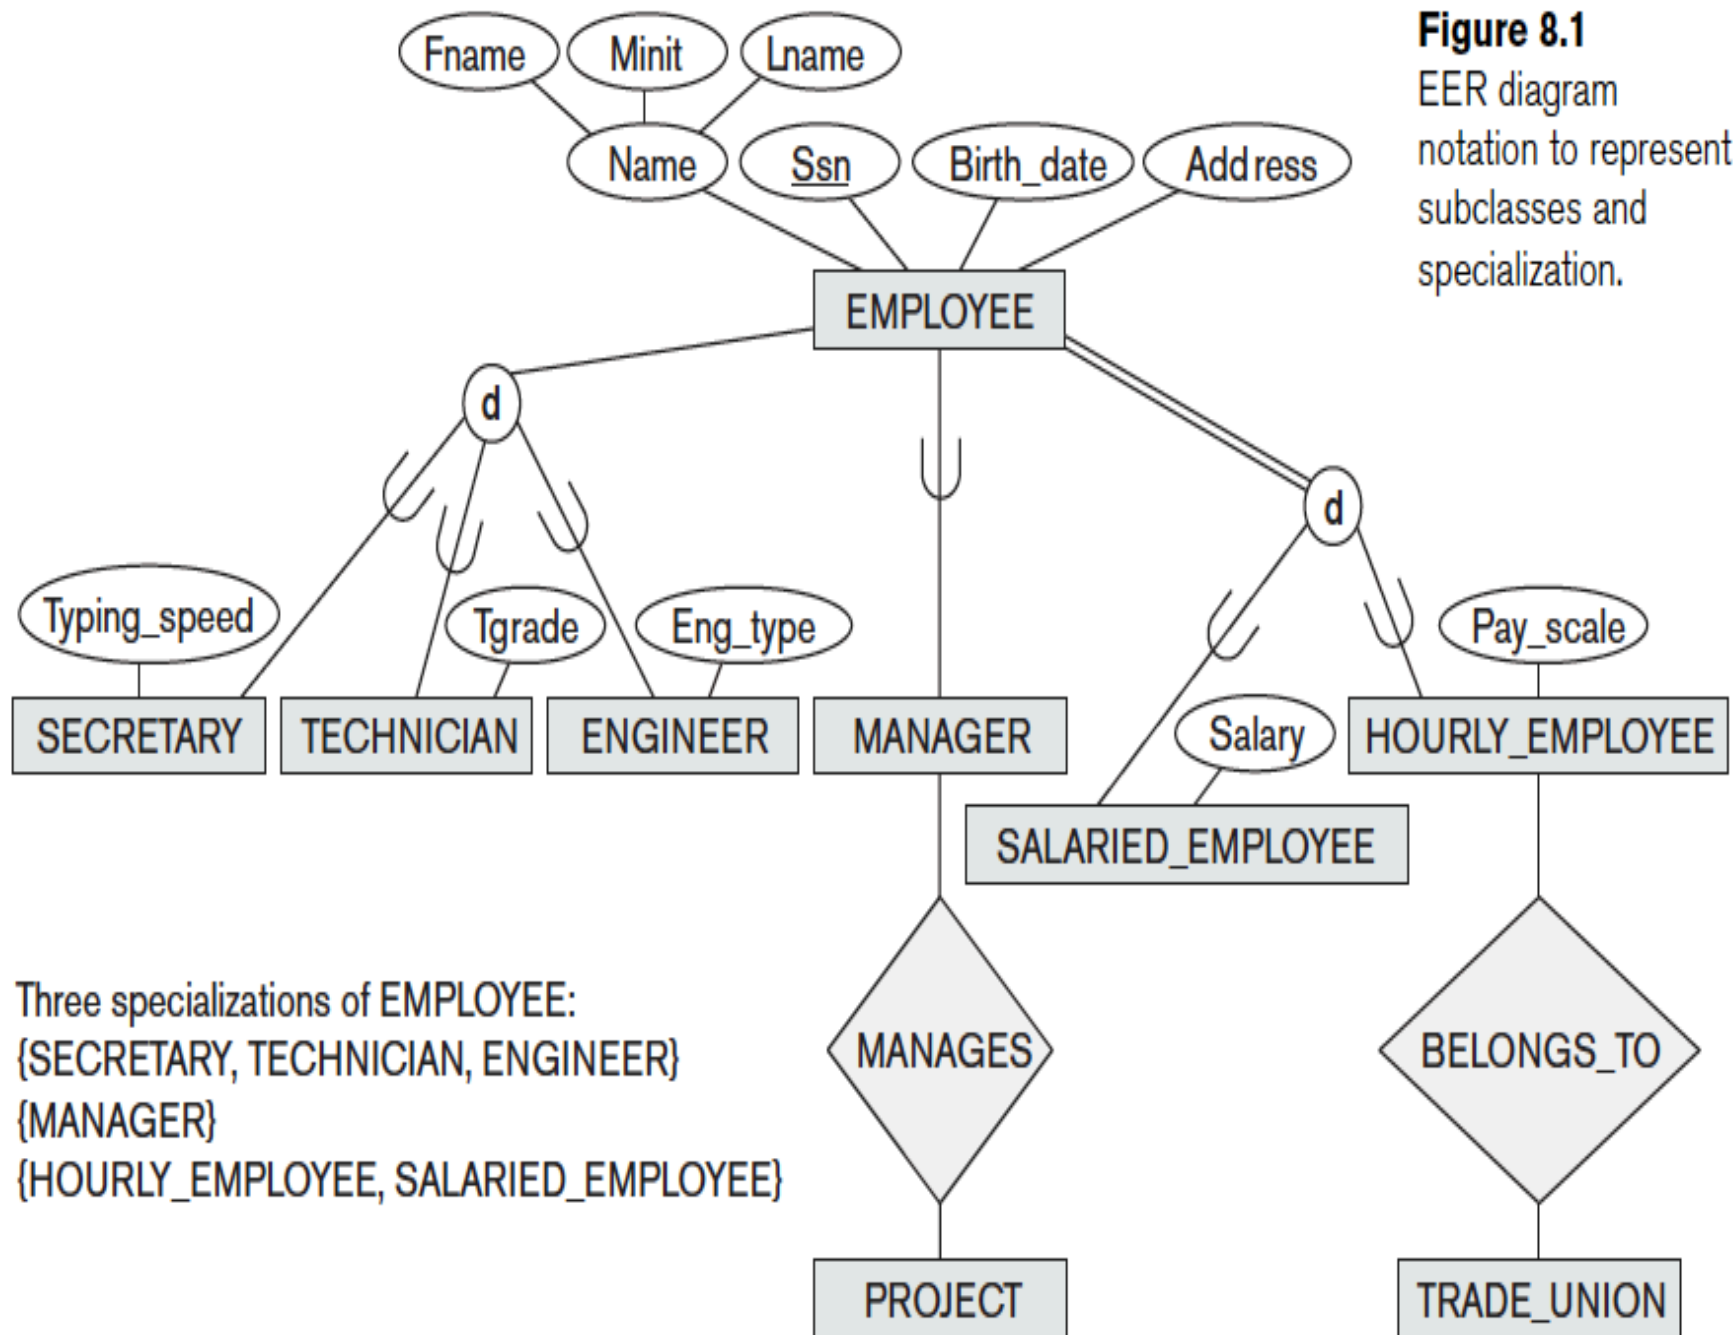 Figure 8.1
EER diagram
notation to represent
subclasses and
specialization.
Fname
Minit
Lname
Name
Ssn
Birth_date
Address
EMPLOYEE
d
d
Typing_speed
Tgrade
Eng_type
Pay_scale
SECRETARY
TECHNICIAN
ENGINEER
MANAGER
Salary
HOURLY_EMPLOYEE
SALARIED_EMPLOYEE
Three specializations of EMPLOYEE:
{SECRETARY, TECHNICIAN, ENGINEER}
{MANAGER}
{HOURLY_EMPLOYEE, SALARIED_EMPLOYEE}
MANAGES
BELONGS_TO
PROJECT
TRADE_UNION